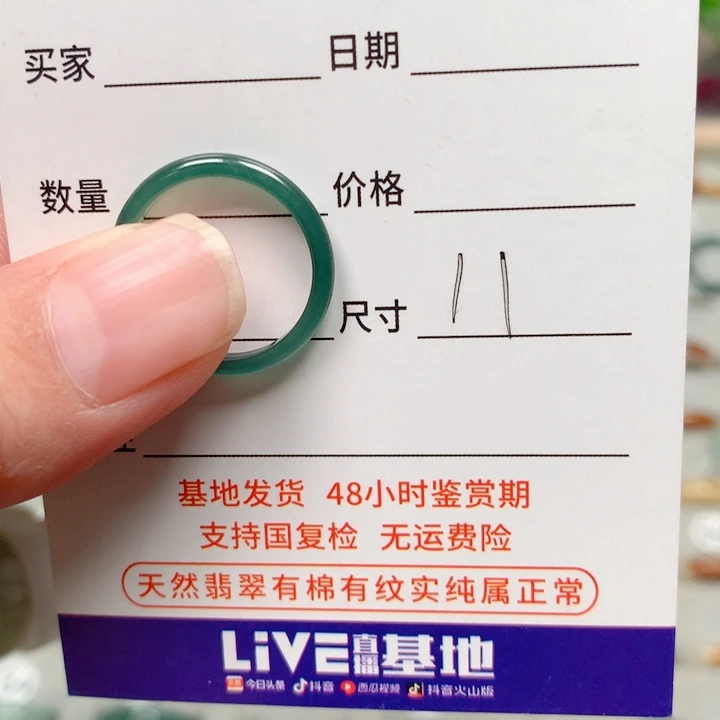 买家 日期
数量 价格
尺寸 11
基地发货 48小时鉴赏期
支持国复检 无运费险
天然翡翠有棉有纹实纯属正常
LiVE直播基地
今日头条 抖音 西瓜视频 抖音火山版